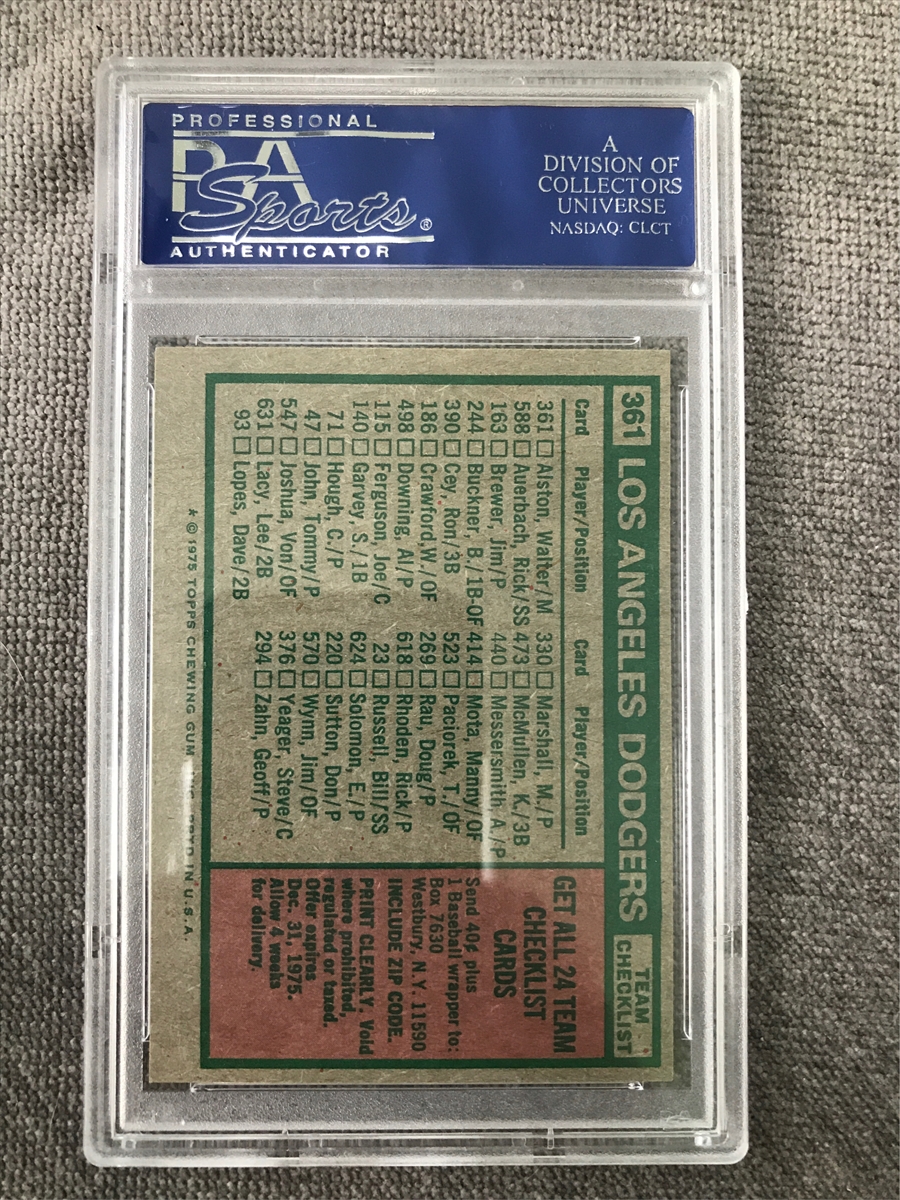 PROFESSIONAL
PSA
Sports®
AUTHENTICATOR
A
DIVISION OF
COLLECTORS
UNIVERSE
NASDAQ: CLCT
361 LOS ANGELES DODGERS TEAM CHECKLIST
Card Player/Position
361 □ Alston, Walter/M
588 □ Auerbach, Rick/SS
163 □ Brewer, Jim/P
244 □ Buckner, B./1B-OF
390 □ Cey, Ron/3B
186 □ Crawford,W./OF
498 □ Downing, Al/P
115 □ Ferguson, Joe/C
140 □ Garvey S./1B
71 □ Hough, C./P
47 □ John, Tommy/P
547 □ Joshua, Von/OF
631 □ Lacy, Lee/2B
93 □ Lopes, Dave/2B
Card Player/Position
330 □ Marshall, M./P
473 □ McMullen, K./3B
440 □ Messersmith A./P
414 □ Mota, Manny/OF
523 □ Paciorek, T./OF
269 □ Rau, Doug/P
618 □ Rhoden, Rick/P
23 □ Russell, Bill/SS
624 □ Solomon, E./P
220 □ Sutton, Don/P
570 □ Wynn, Jim/OF
376 □ Yeager, Steve/C
294 □ Zahn, Geoff/P
GET ALL 24 TEAM
CHECKLIST
CARDS
Send 40¢ plus
1 Baseball wrapper to:
Box 7630
Westbury, N.Y. 11590
INCLUDE ZIP CODE.
PRINT CLEARLY. Void
where prohibited,
regulated or taxed.
Offer expires
Dec. 31, 1975.
Allow 4 weeks
for delivery.
* © 1975 TOPPS CHEWING GUM PRTD IN U.S.A.